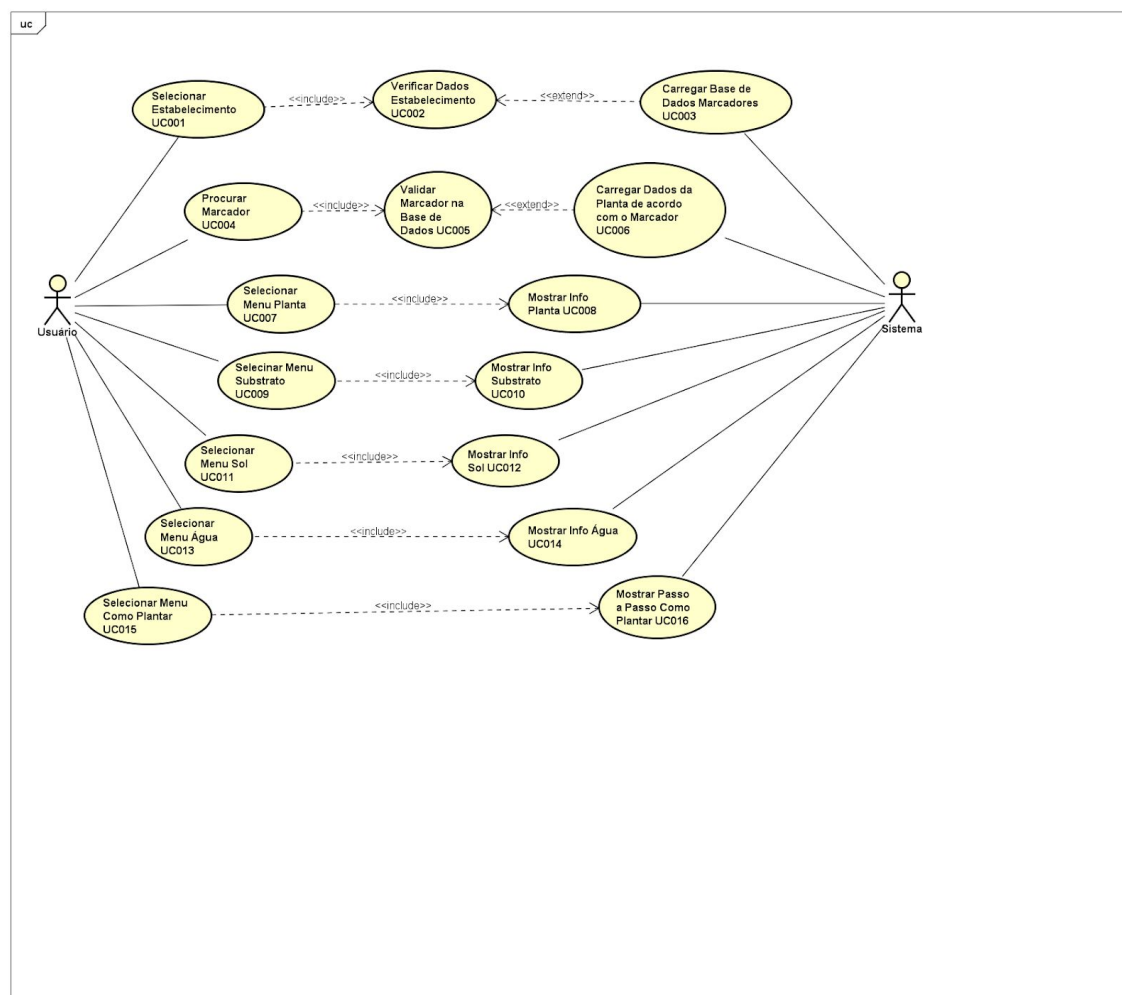 uc
Selecionar
Estabelecimento
UC001
<<include>>
Verificar Dados
Estabelecimento
UC002
<<extend>>
Carregar Base de
Dados Marcadores
UC003
Procurar
Marcador
UC004
<<include>>
Validar
Marcador na
Base de
Dados UC005
<<extend>>
Carregar Dados da
Planta de acordo
com o Marcador
UC006
Selecionar
Menu Planta
UC007
<<include>>
Mostrar Info
Planta UC008
Usuário
Sistema
Selecinar Menu
Substrato
UC009
<<include>>
Mostrar Info
Substrato
UC010
Selecionar
Menu Sol
UC011
<<include>>
Mostrar Info
Sol UC012
Selecionar
Menu Água
UC013
<<include>>
Mostrar Info Água
UC014
Selecionar Menu
Como Plantar
UC015
<<include>>
Mostrar Passo
a Passo Como
Plantar UC016